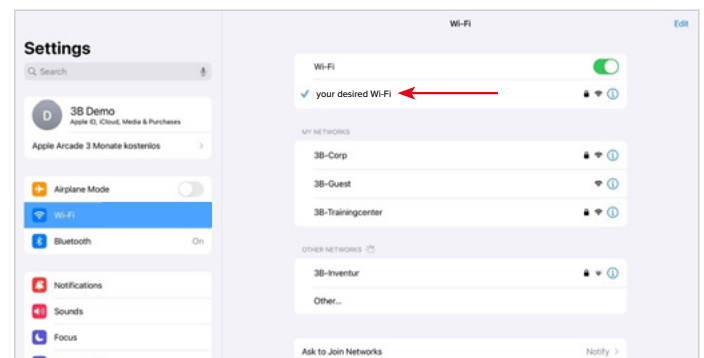 Wi-Fi
Edit
Settings
Search
D
3B Demo
Apple ID, iCloud, Media & Purchases
Apple Arcade 3 Monate kostenlos
Airplane Mode
Wi-Fi
Bluetooth On
Notifications
Sounds
Focus
Wi-Fi
your desired Wi-Fi
MY NETWORKS
3B-Corp
3B-Guest
3B-Trainingcenter
OTHER NETWORKS
3B-Inventur
Other...
Ask to Join Networks Notify